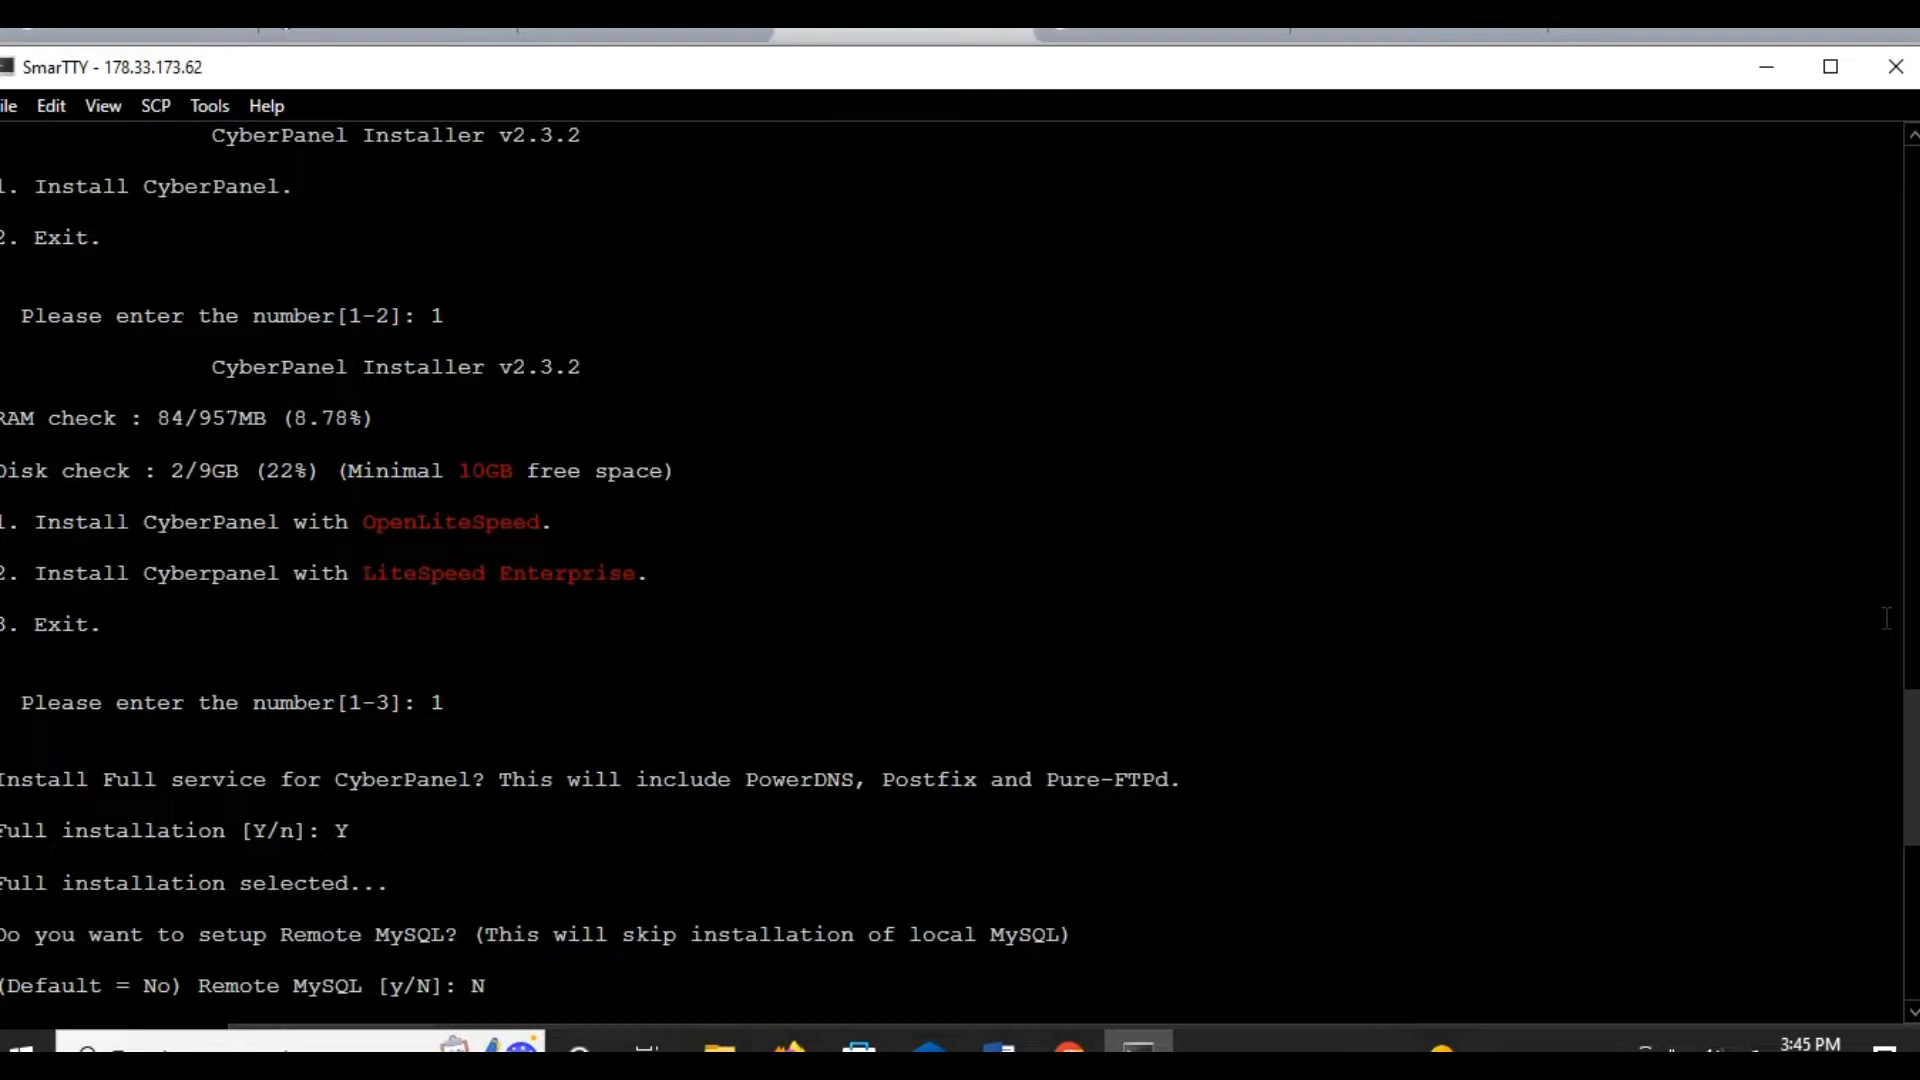 SmarTTY - 178.33.173.62
ile Edit View SCP Tools Help
CyberPanel Installer v2.3.2
1. Install CyberPanel.
2. Exit.
Please enter the number[1-2]: 1
CyberPanel Installer v2.3.2
RAM check : 84/957MB (8.78%)
Disk check : 2/9GB (22%) (Minimal 10GB free space)
1. Install CyberPanel with OpenLiteSpeed.
2. Install Cyberpanel with LiteSpeed Enterprise.
3. Exit.
Please enter the number[1-3]: 1
Install Full service for CyberPanel? This will include PowerDNS, Postfix and Pure-FTPd.
Full installation [Y/n]: Y
Full installation selected...
Do you want to setup Remote MySQL? (This will skip installation of local MySQL)
(Default = No) Remote MySQL [y/N]: N
3:45 PM